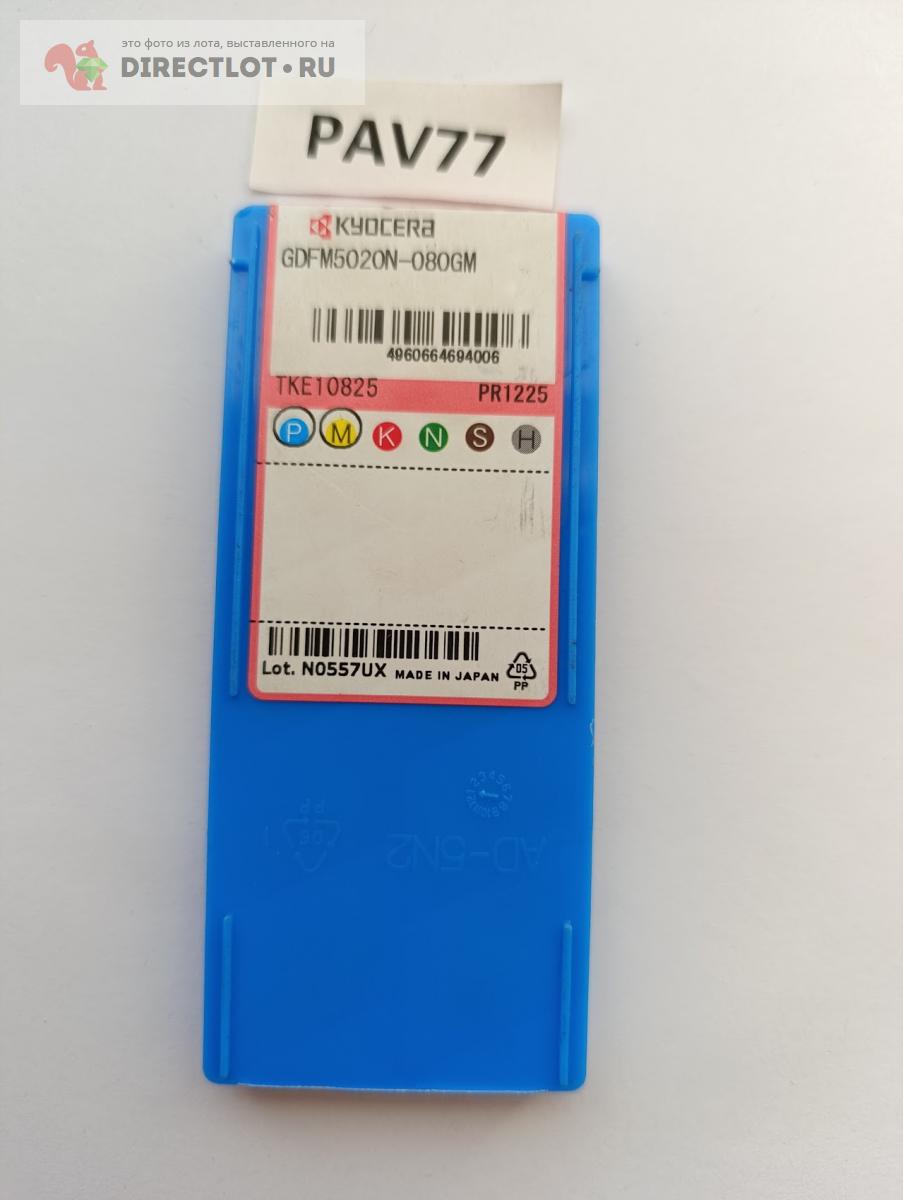 это фото из лота, выставленного на
DIRECTLOT.RU
PAV77
KYOCERA
GDFM5020N-080GM
4960664694006
TKE10825 PR1225
P M K N S H
Lot. N0557UX MADE IN JAPAN 05
PP
AD-5N2
PP